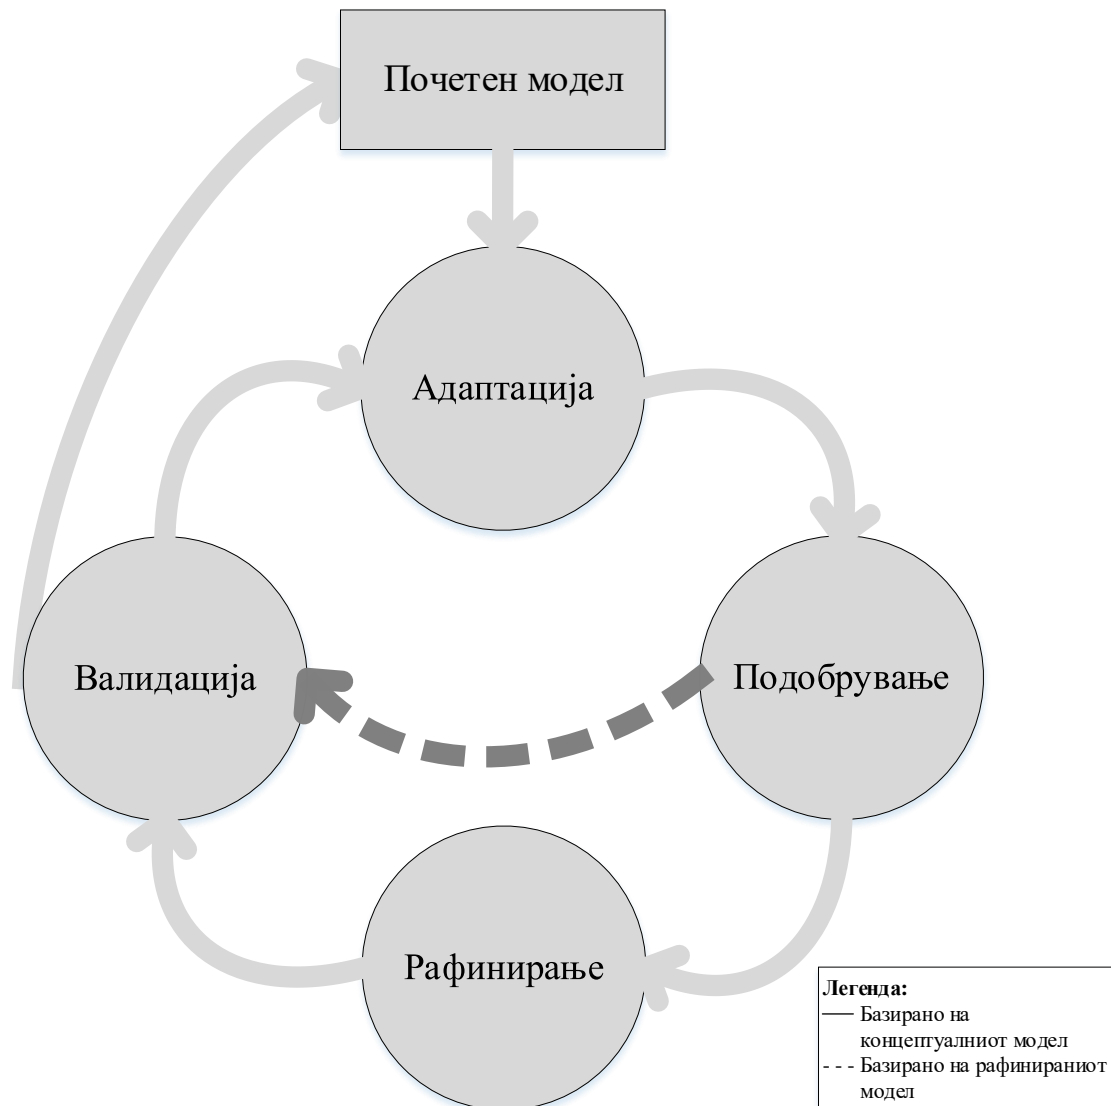 Почетен модел
Адаптација
Валидација
Подобрување
Рафинирање
Легенда:
Базирано на
концептуалниот модел
Базирано на рафинираниот
модел